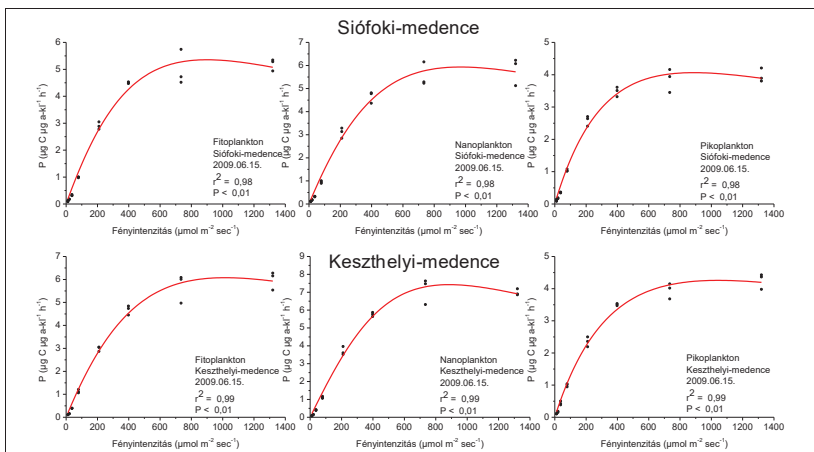 Siófoki-medence
P (µg C µg a-kl⁻¹ h⁻¹)
6
5
4
3
2
1
0
Fitoplankton
Siófoki-medence
2009.06.15.
r² = 0,98
P < 0,01
0 200 400 600 800 1000 1200 1400
Fényintenzitás (µmol m⁻² sec⁻¹)
P (µg C µg a-kl⁻¹ h⁻¹)
7
6
5
4
3
2
1
0
Nanoplankton
Siófoki-medence
2009.06.15.
r² = 0,98
P < 0,01
0 200 400 600 800 1000 1200 1400
Fényintenzitás (µmol m⁻² sec⁻¹)
P (µg C µg a-kl⁻¹ h⁻¹)
5
4
3
2
1
0
Pikoplankton
Siófoki-medence
2009.06.15.
r² = 0,98
P < 0,01
0 200 400 600 800 1000 1200 1400
Fényintenzitás (µmol m⁻² sec⁻¹)
Keszthelyi-medence
P (µg C µg a-kl⁻¹ h⁻¹)
7
6
5
4
3
2
1
0
Fitoplankton
Keszthelyi-medence
2009.06.15.
r² = 0,99
P < 0,01
0 200 400 600 800 1000 1200 1400
Fényintenzitás (µmol m⁻² sec⁻¹)
P (µg C µg a-kl⁻¹ h⁻¹)
9
8
7
6
5
4
3
2
1
0
Nanoplankton
Keszthelyi-medence
2009.06.15.
r² = 0,99
P < 0,01
0 200 400 600 800 1000 1200 1400
Fényintenzitás (µmol m⁻² sec⁻¹)
P (µg C µg a-kl⁻¹ h⁻¹)
5
4
3
2
1
0
Pikoplankton
Keszthelyi-medence
2009.06.15.
r² = 0,99
P < 0,01
0 200 400 600 800 1000 1200 1400
Fényintenzitás (µmol m⁻² sec⁻¹)